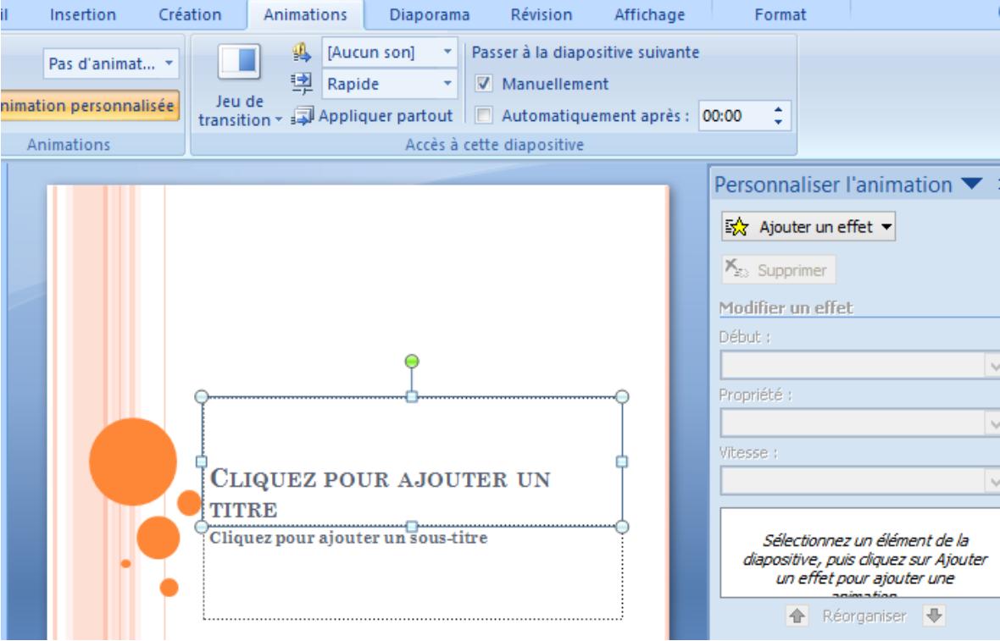 Insertion Création Animations Diaporama Révision Affichage Format
Pas d'animat...
[Aucun son]
Passer à la diapositive suivante
Rapide
Manuellement
nimation personnalisée
Jeu de
transition
Appliquer partout
Automatiquement après : 00:00
Animations
Accès à cette diapositive
Personnaliser l'animation
Ajouter un effet
Supprimer
Modifier un effet
Début :
Propriété :
Vitesse :
Sélectionnez un élément de la
diapositive, puis cliquez sur Ajouter
un effet pour ajouter une
animation
Réorganiser
Cliquez pour ajouter un
titre
Cliquez pour ajouter un sous-titre